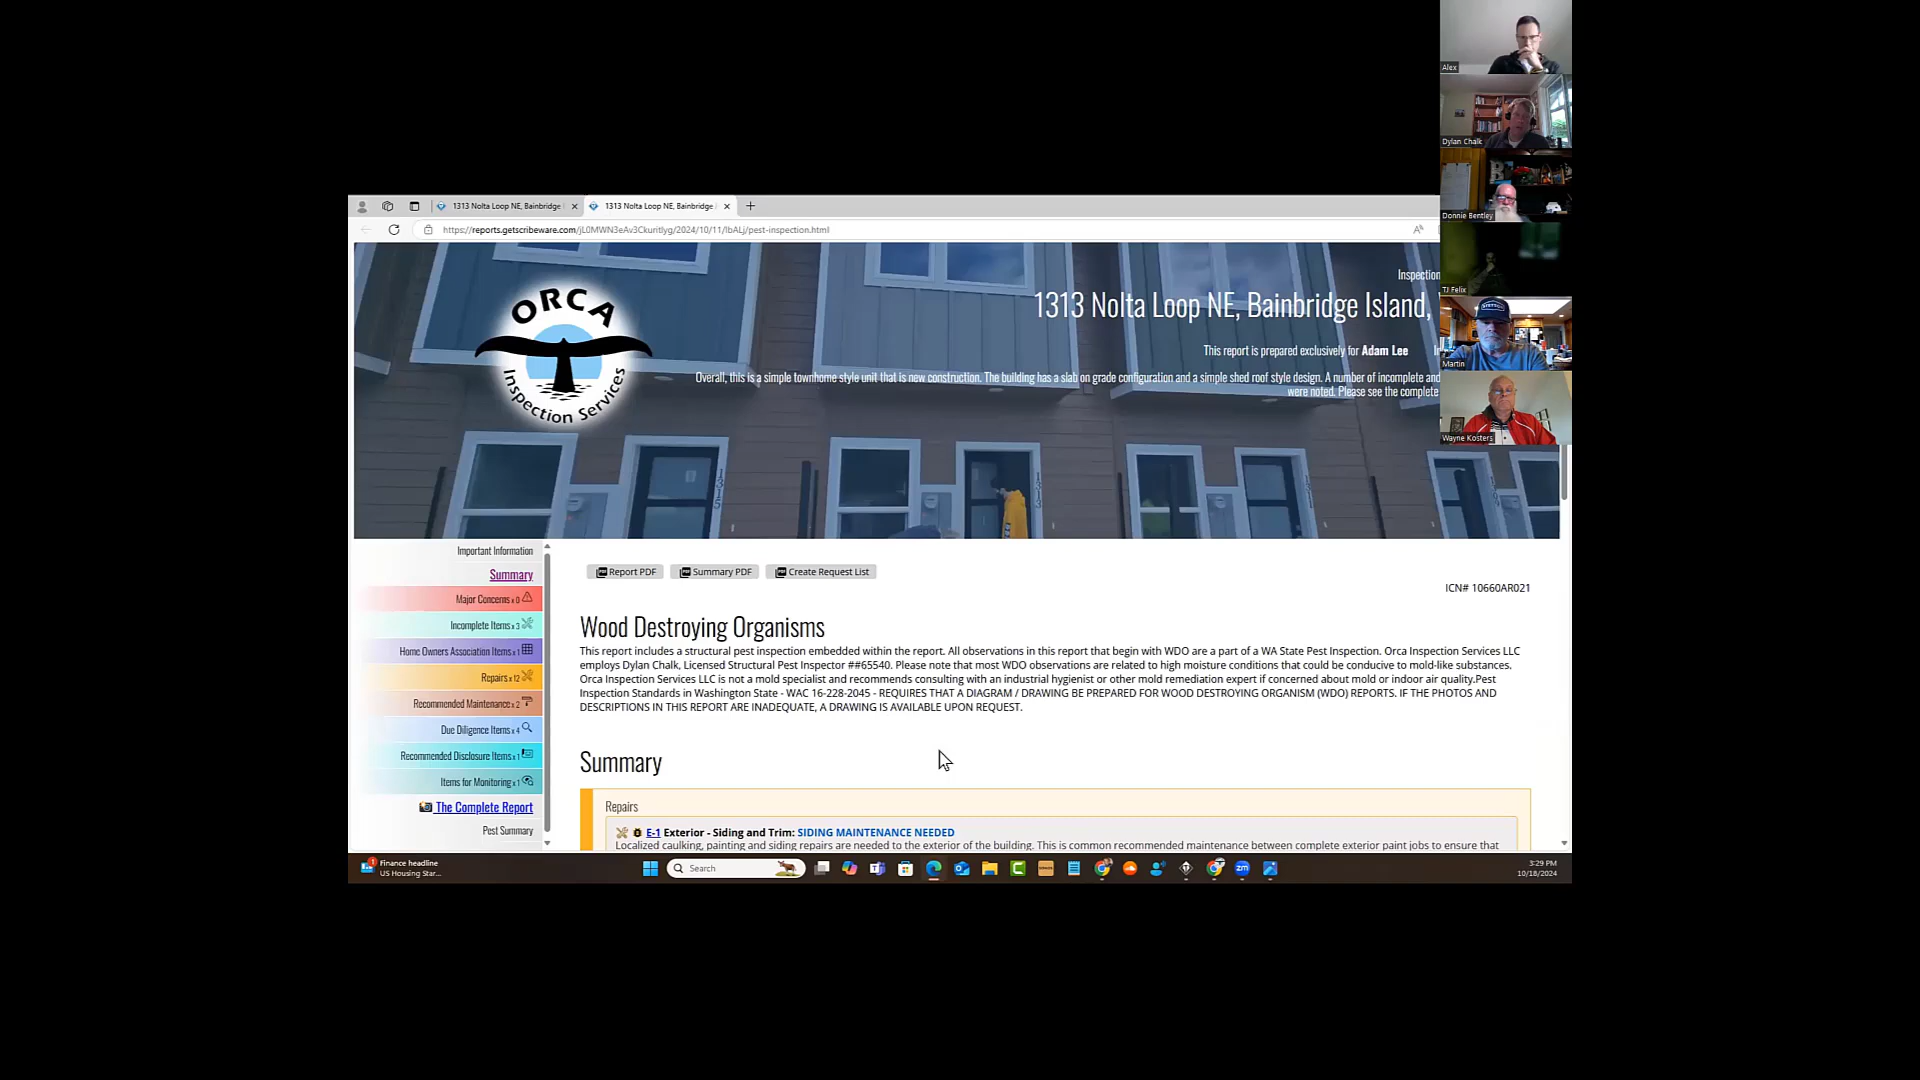 Alex
Dylan Chalk
Donnie Bentley
TJ Felix
Martin
Wayne Kosters
1313 Nolta Loop NE, Bainbridge
1313 Nolta Loop NE, Bainbridge
https://reports.getscribeware.com/jL0MWN3eAv3Ckuritlyg/2024/10/11/lbALj/pest-inspection.html
ORCA
Inspection Services
Inspection
1313 Nolta Loop NE, Bainbridge Island,
This report is prepared exclusively for Adam Lee
Overall, this is a simple townhome style unit that is new construction. The building has a slab on grade configuration and a simple shed roof style design. A number of incomplete and
were noted. Please see the complete
1315
1313
1311
Important Information
Summary
Major Concerns x 0
Incomplete Items x 3
Home Owners Association Items x 1
Repairs x 12
Recommended Maintenance x 2
Due Diligence Items x 4
Recommended Disclosure Items x 1
Items for Monitoring x 1
The Complete Report
Pest Summary
Report PDF
Summary PDF
Create Request List
ICN# 10660AR021
Wood Destroying Organisms
This report includes a structural pest inspection embedded within the report. All observations in this report that begin with WDO are a part of a WA State Pest Inspection. Orca Inspection Services LLC
employs Dylan Chalk, Licensed Structural Pest Inspector ##65540. Please note that most WDO observations are related to high moisture conditions that could be conducive to mold-like substances.
Orca Inspection Services LLC is not a mold specialist and recommends consulting with an industrial hygienist or other mold remediation expert if concerned about mold or indoor air quality.Pest
Inspection Standards in Washington State - WAC 16-228-2045 - REQUIRES THAT A DIAGRAM / DRAWING BE PREPARED FOR WOOD DESTROYING ORGANISM (WDO) REPORTS. IF THE PHOTOS AND
DESCRIPTIONS IN THIS REPORT ARE INADEQUATE, A DRAWING IS AVAILABLE UPON REQUEST.
Summary
Repairs
E-1 Exterior - Siding and Trim: SIDING MAINTENANCE NEEDED
Localized caulking, painting and siding repairs are needed to the exterior of the building. This is common recommended maintenance between complete exterior paint jobs to ensure that
1
Finance headline
US Housing Star...
Search
zm
3:29 PM
10/18/2024